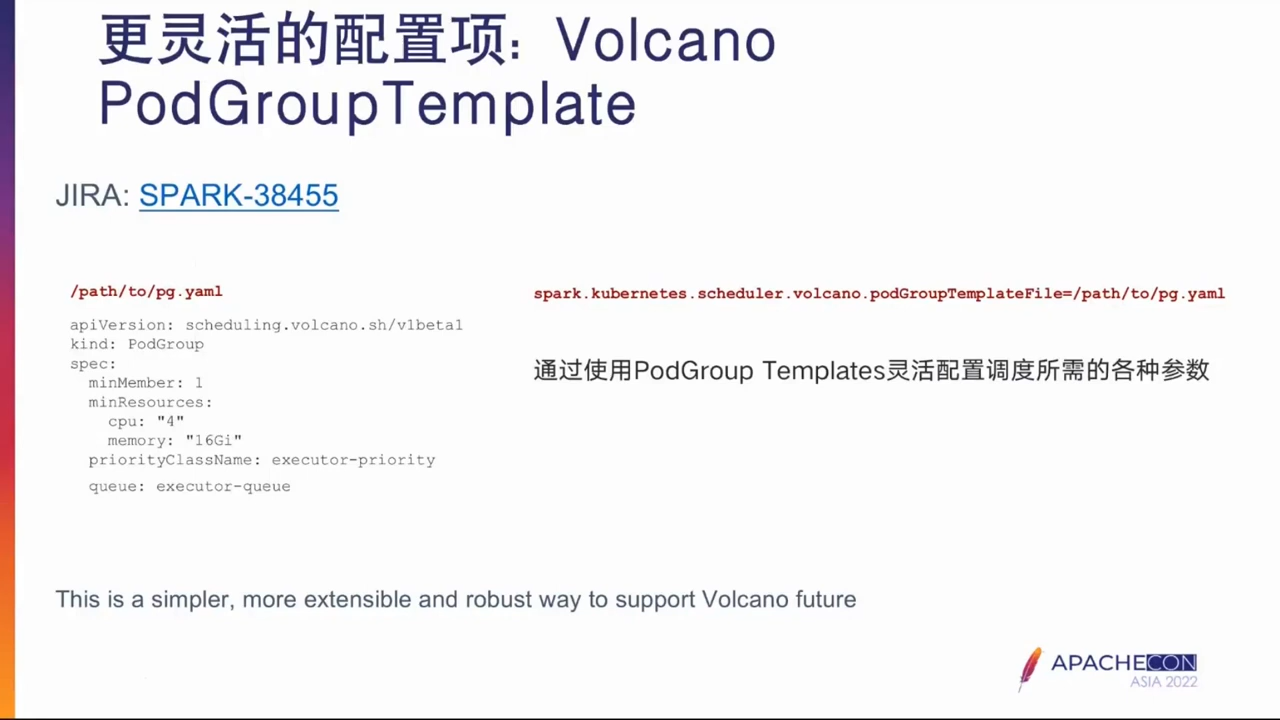 更灵活的配置项：Volcano
PodGroupTemplate
JIRA: SPARK-38455
/path/to/pg.yaml
apiVersion: scheduling.volcano.sh/v1beta1
kind: PodGroup
spec:
  minMember: 1
  minResources:
    cpu: "4"
    memory: "16Gi"
  priorityClassName: executor-priority
  queue: executor-queue
spark.kubernetes.scheduler.volcano.podGroupTemplateFile=/path/to/pg.yaml
通过使用PodGroup Templates灵活配置调度所需的各种参数
This is a simpler, more extensible and robust way to support Volcano future
APACHECON
ASIA 2022